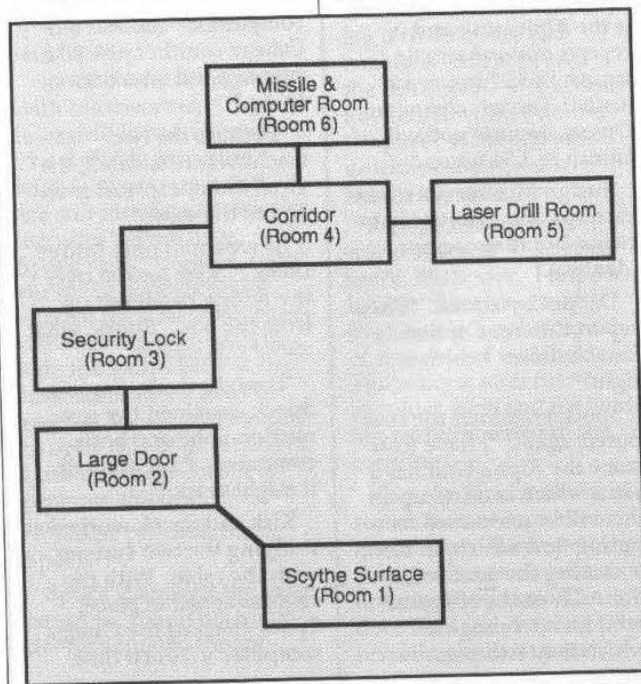 Missile &
Computer Room
(Room 6)
Corridor
(Room 4)
Laser Drill Room
(Room 5)
Security Lock
(Room 3)
Large Door
(Room 2)
Scythe Surface
(Room 1)